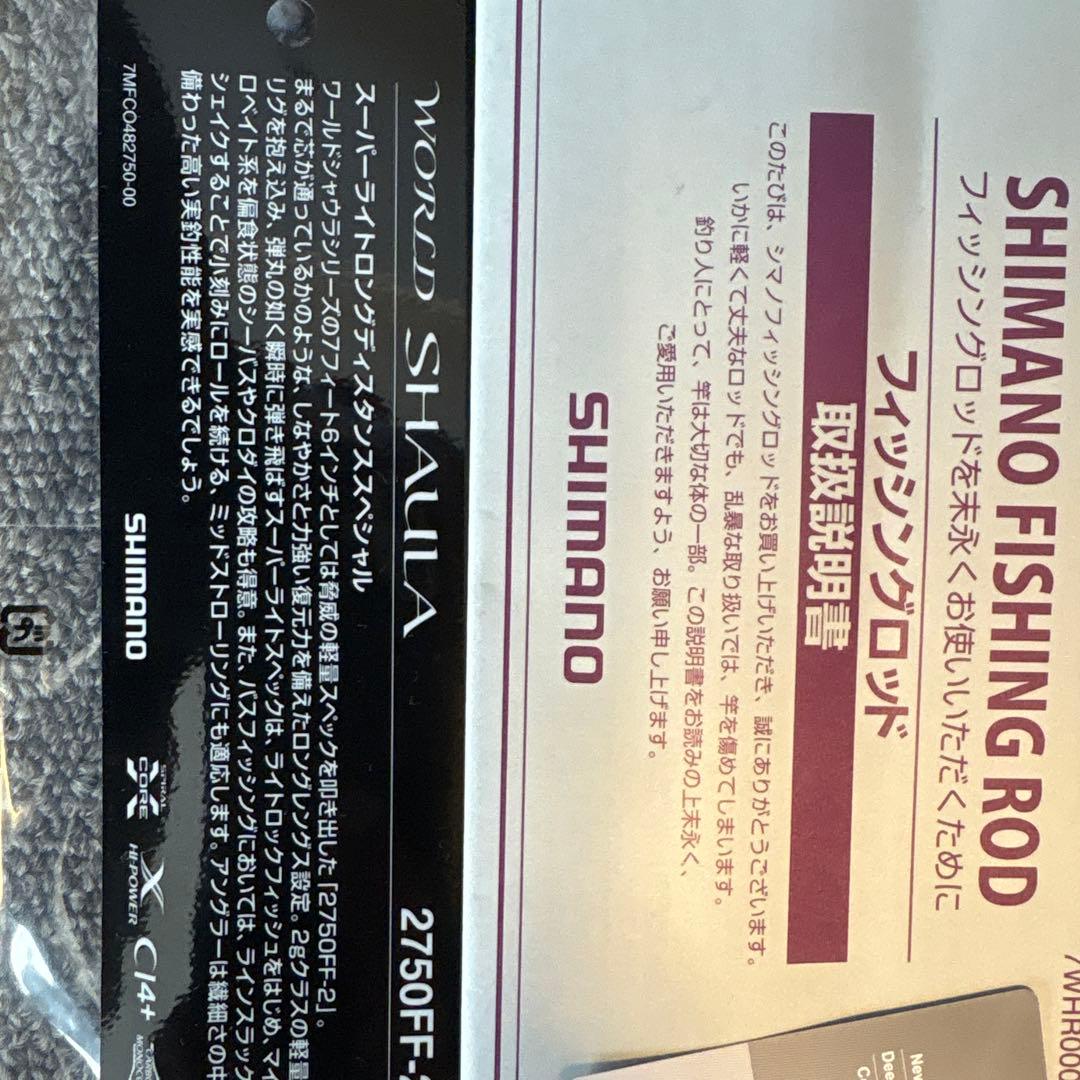 SHIMANO FISHING ROD
フィッシングロッドを末永くお使いいただくために
フィッシングロッド
取扱説明書
このたびは、シマノフィッシングロッドをお買い上げいただき、誠にありがとうございます。
いかに軽くて丈夫なロッドでも、乱暴な取り扱いでは、竿を傷めてしまいます。
釣り人にとって、竿は大切な体の一部。この説明書をお読みの上末永く、
ご愛用いただきますよう、お願い申し上げます。
SHIMANO
7WHR000
New
Dee
C
WORLD SHAULA
2750FF-2
スーパーライトロングディスタンススペシャル
ワールドシャウラシリーズの7フィート6インチとしては脅威の軽量スペックを叩き出した「2750FF-2」。
まるで芯が通っているかのような、しなやかさと力強い復元力を備えたロングレングス設定。2gクラスの軽量
リグを抱え込み、弾丸の如く瞬時に弾き飛ばすスーパーライトスペックは、ライトロックフィッシュをはじめ、マイ
ロベイト系を偏食状態のシーバスやクロダイの攻略も得意。また、バスフィッシングにおいては、ラインスラック
シェイクすることで小刻みにロールを続ける、ミッドストローリングにも適応します。アングラーは繊細さの中
備わった高い実釣性能を実感できるでしょう。
7MFCO482750-00
SHIMANO
SPIRAL
X CORE
X
HI-POWER
CI4+
CARBO
MONOCO
プラ